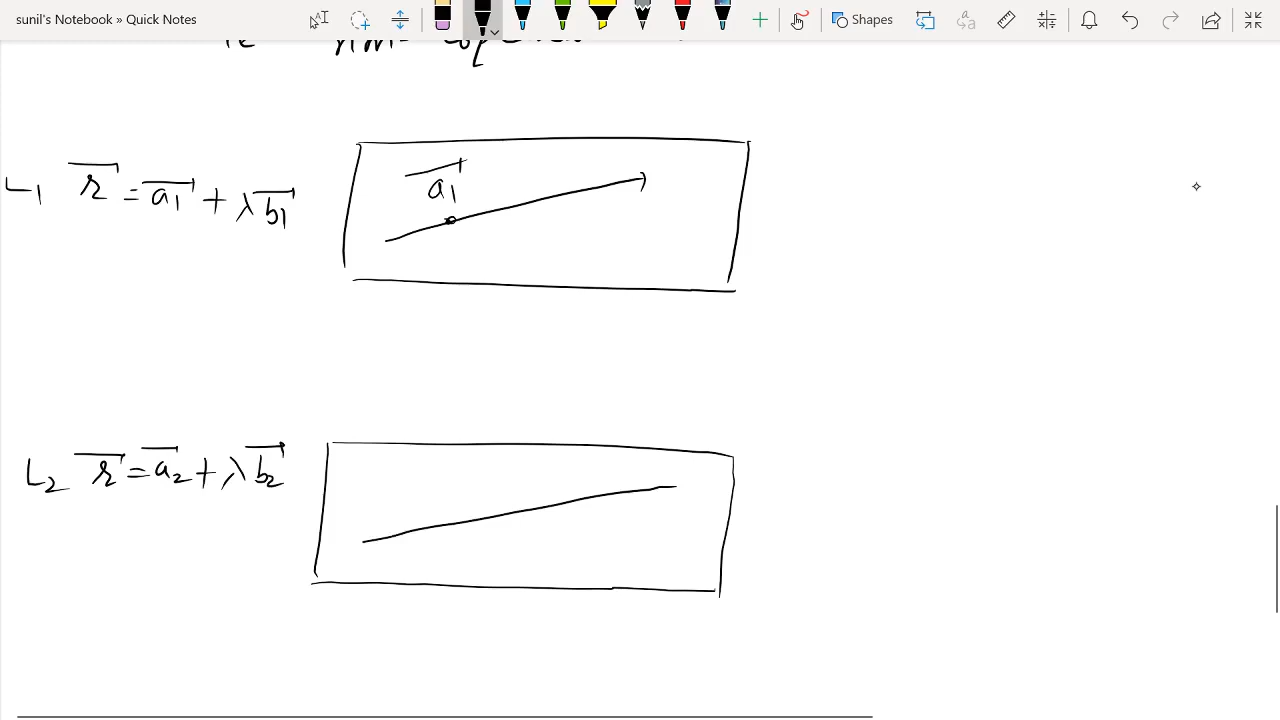 sunil's Notebook » Quick Notes
Shapes
L₁ r⃗ = a₁⃗ + λb₁⃗
a₁⃗
L₂ r⃗ = a₂⃗ + λb₂⃗